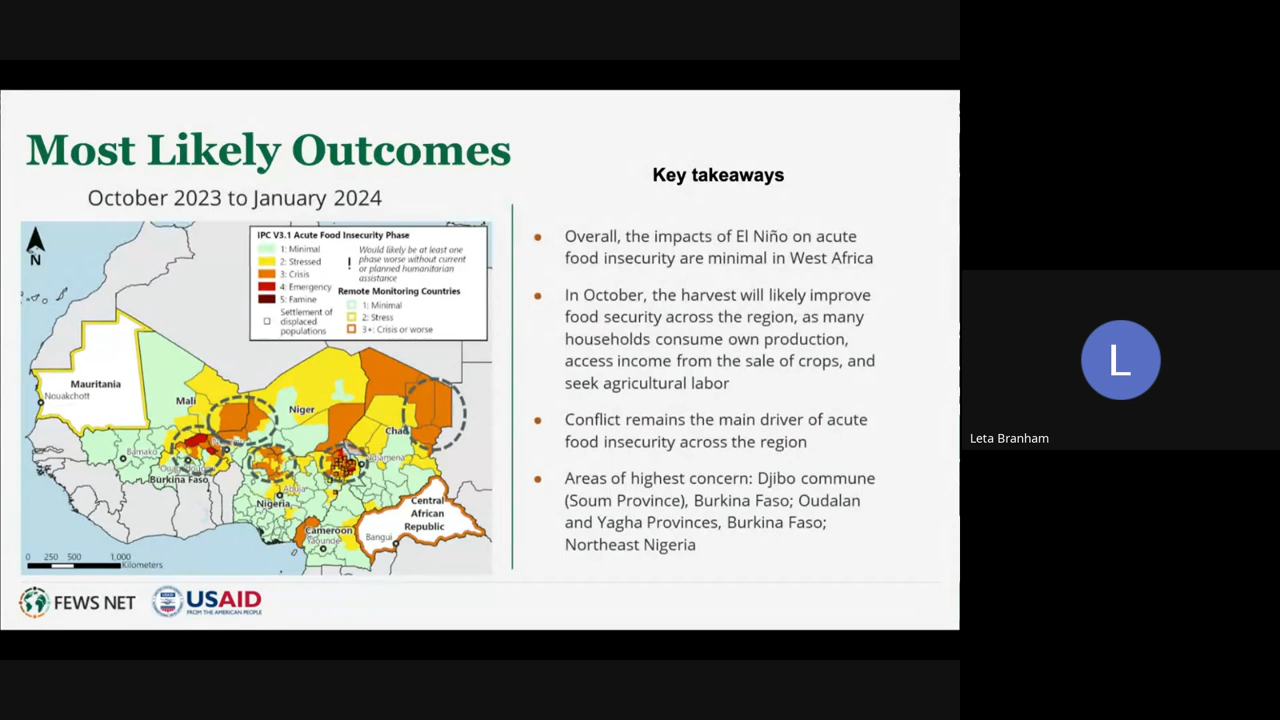 Most Likely Outcomes
October 2023 to January 2024
N
IPC V3.1 Acute Food Insecurity Phase
1: Minimal
2: Stressed
3: Crisis
4: Emergency
5: Famine
Settlement of
displaced
populations
!
Would likely be at least one
phase worse without current
or planned humanitarian
assistance
Remote Monitoring Countries
1: Minimal
2: Stress
3+: Crisis or worse
Mauritania
Nouakchott
Mali
Niger
Chad
Bamako
Burkina Faso
Nigeria
Abuja
Central
African
Republic
Cameroon
Yaounde
Bangui
0 250 500 1,000
Kilometers
Key takeaways
• Overall, the impacts of El Niño on acute
food insecurity are minimal in West Africa
• In October, the harvest will likely improve
food security across the region, as many
households consume own production,
access income from the sale of crops, and
seek agricultural labor
• Conflict remains the main driver of acute
food insecurity across the region
• Areas of highest concern: Djibo commune
(Soum Province), Burkina Faso; Oudalan
and Yagha Provinces, Burkina Faso;
Northeast Nigeria
FEWS NET
USAID
FROM THE AMERICAN PEOPLE
L
Leta Branham